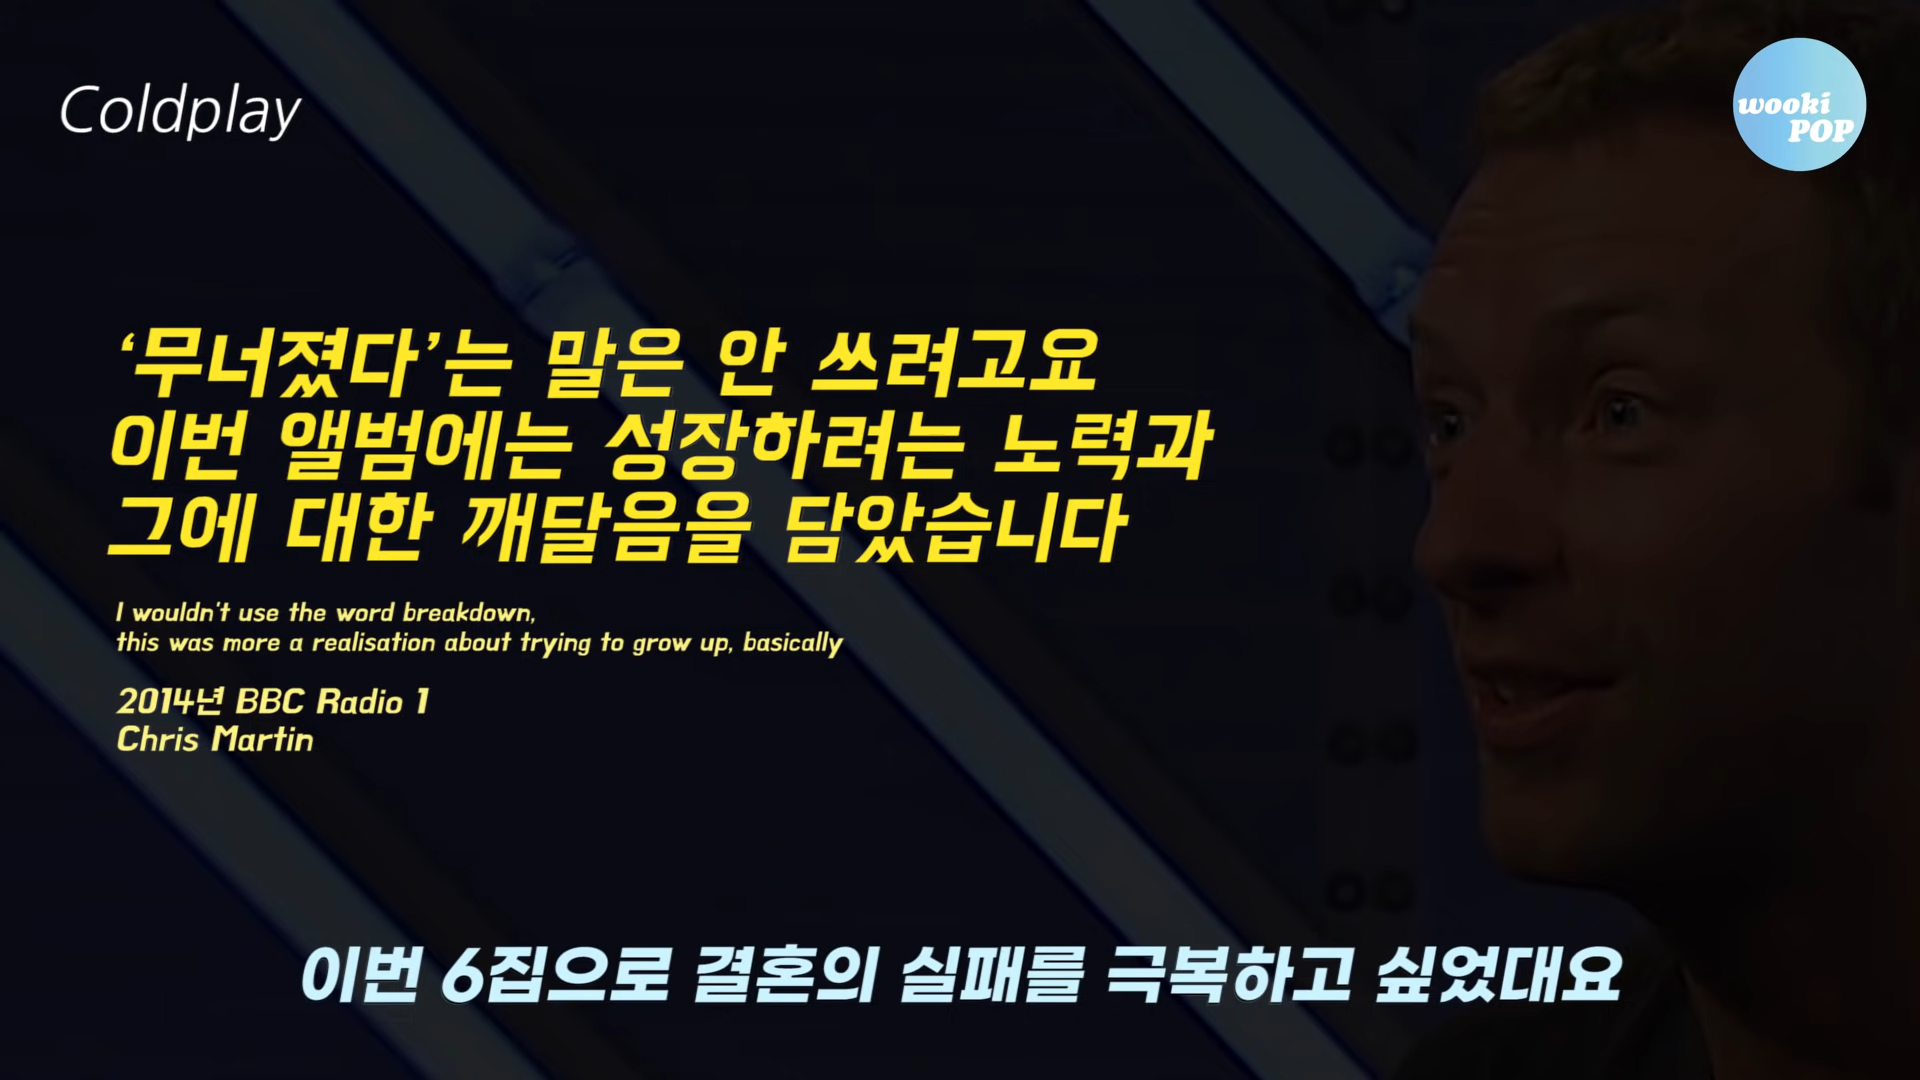 Coldplay
wooki
POP
‘무너졌다’는 말은 안 쓰려고요
이번 앨범에는 성장하려는 노력과
그에 대한 깨달음을 담았습니다
I wouldn't use the word breakdown,
this was more a realisation about trying to grow up, basically
2014년 BBC Radio 1
Chris Martin
이번 6집으로 결혼의 실패를 극복하고 싶었대요